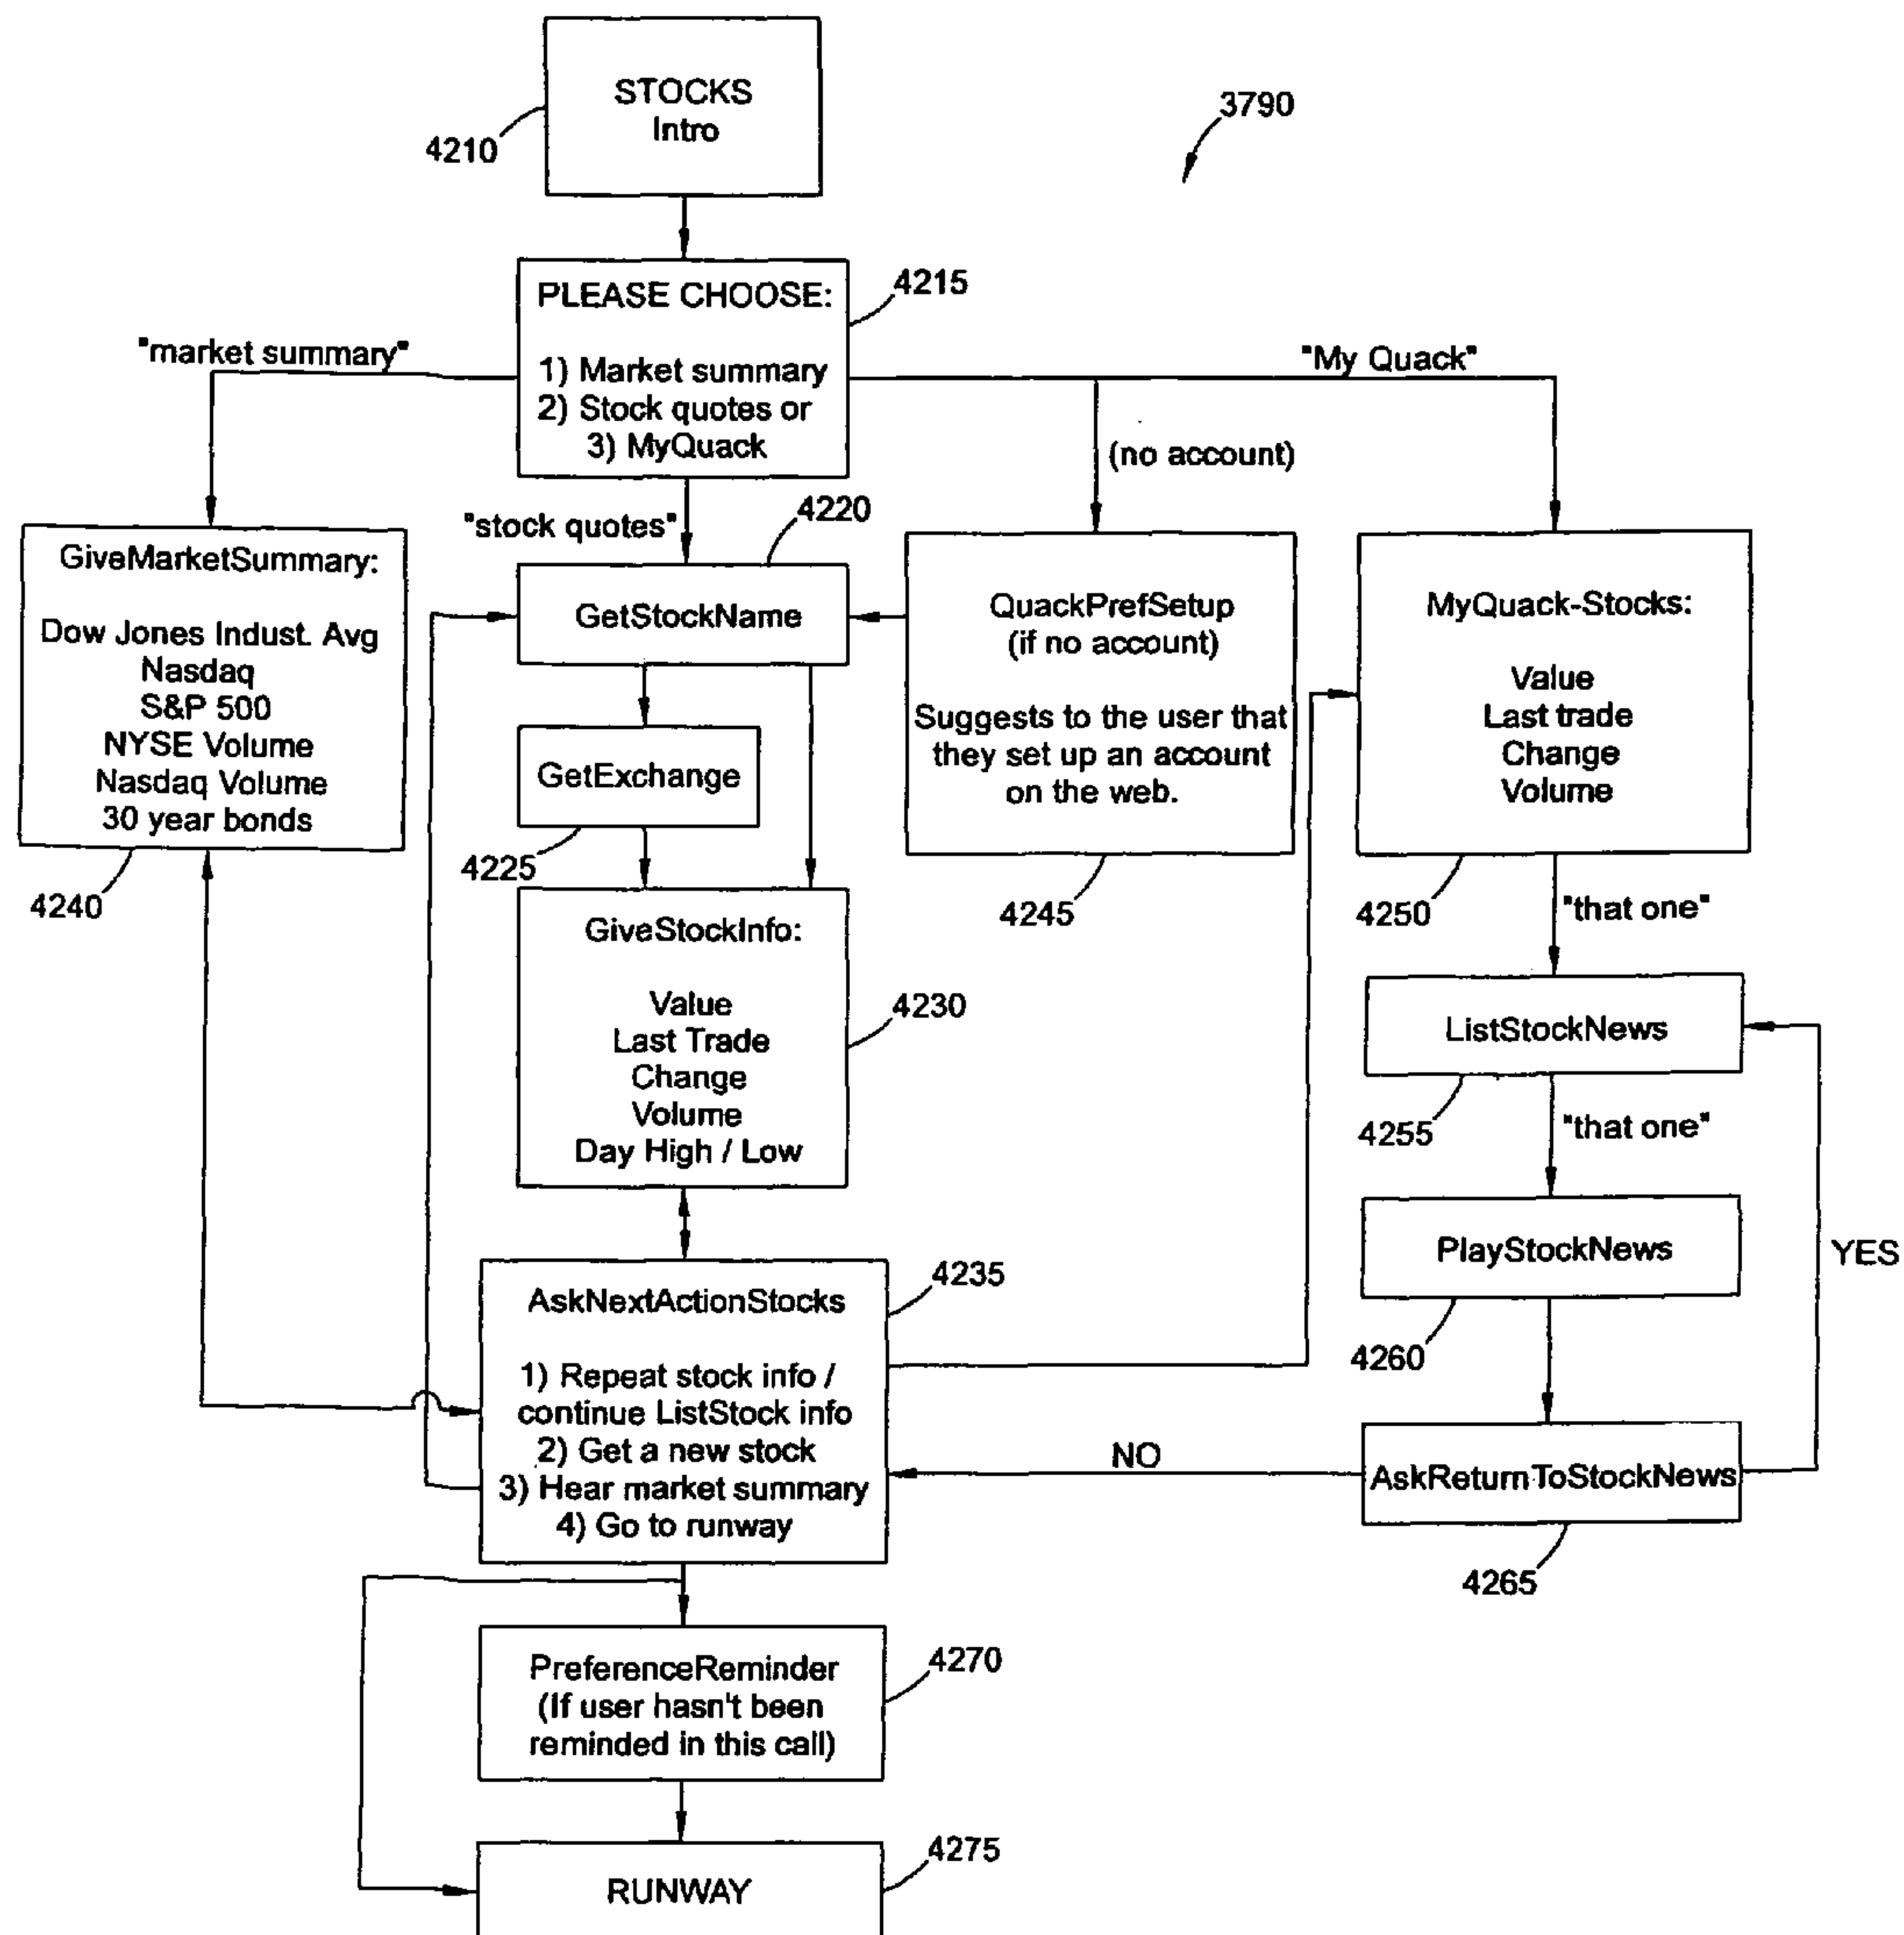 STOCKS
Intro
4210
3790
PLEASE CHOOSE:
1) Market summary
2) Stock quotes or
3) MyQuack
4215
"market summary"
"My Quack"
(no account)
"stock quotes"
4220
GiveMarketSummary:
Dow Jones Indust. Avg
Nasdaq
S&P 500
NYSE Volume
Nasdaq Volume
30 year bonds
4240
GetStockName
GetExchange
4225
QuackPrefSetup
(if no account)
Suggests to the user that
they set up an account
on the web.
4245
MyQuack-Stocks:
Value
Last trade
Change
Volume
4250
"that one"
GiveStockInfo:
Value
Last Trade
Change
Volume
Day High / Low
4230
ListStockNews
4255
"that one"
PlayStockNews
4260
YES
AskNextActionStocks
1) Repeat stock info /
continue ListStock info
2) Get a new stock
3) Hear market summary
4) Go to runway
4235
NO
AskReturnToStockNews
4265
PreferenceReminder
(If user hasn't been
reminded in this call)
4270
RUNWAY
4275